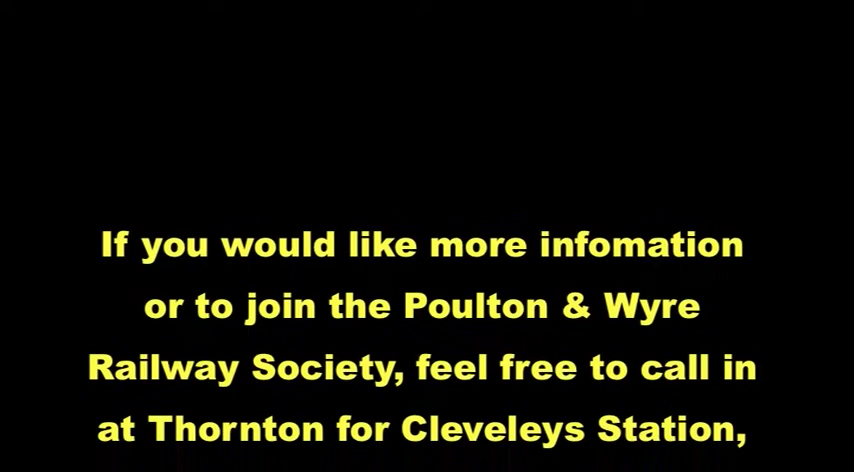 If you would like more infomation
or to join the Poulton & Wyre
Railway Society, feel free to call in
at Thornton for Cleveleys Station,